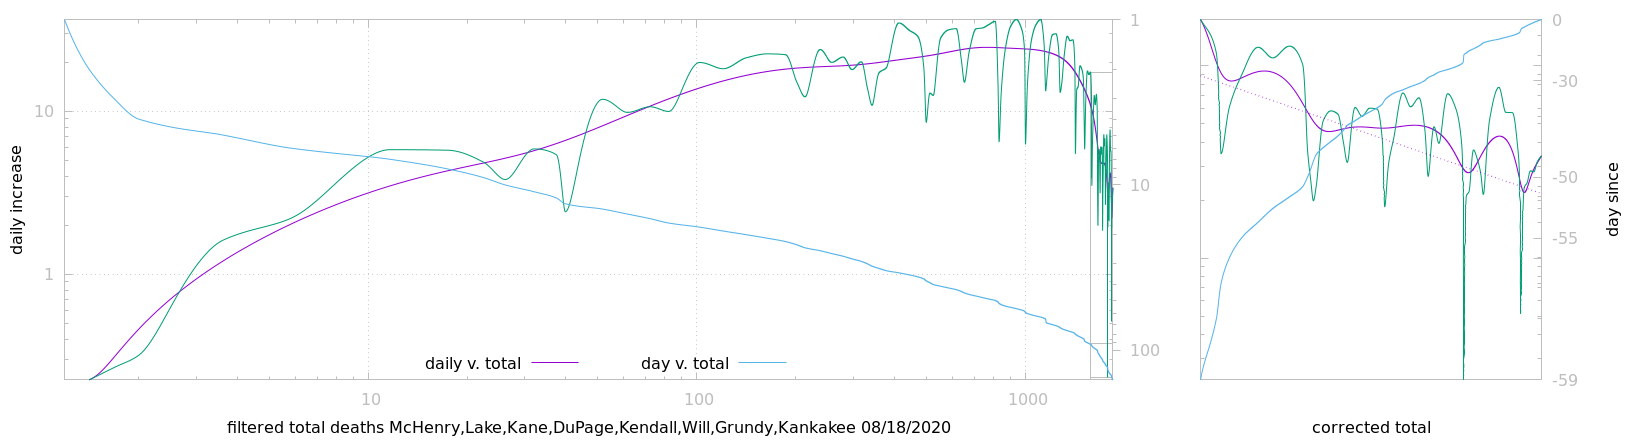 daily increase
10
1
daily v. total
day v. total
10
100
1000
1
10
100
filtered total deaths McHenry,Lake,Kane,DuPage,Kendall,Will,Grundy,Kankakee 08/18/2020
0
-30
-50
-55
-59
day since
corrected total